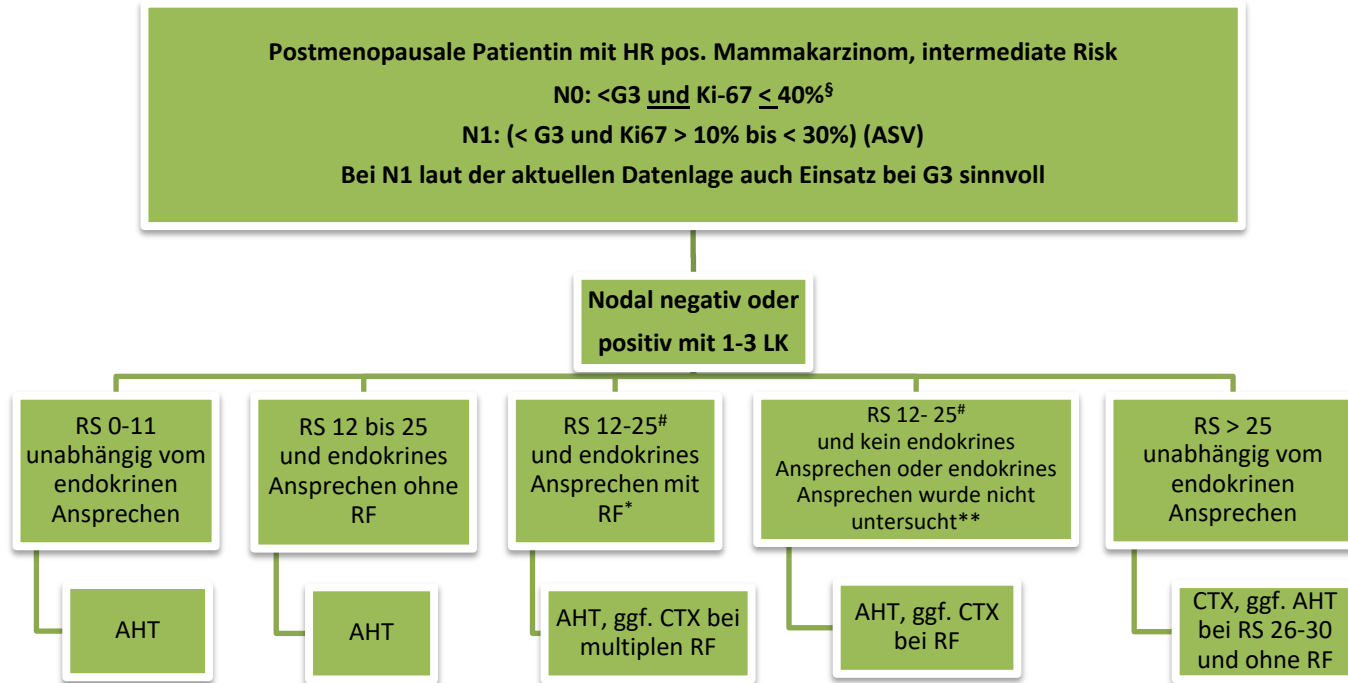 Postmenopausale Patientin mit HR pos. Mammakarzinom, intermediate Risk
N0: <G3 und Ki-67 < 40%§
N1: (< G3 und Ki67 > 10% bis < 30%) (ASV)
Bei N1 laut der aktuellen Datenlage auch Einsatz bei G3 sinnvoll
Nodal negativ oder
positiv mit 1-3 LK
RS 0-11
unabhängig vom
endokrinen
Ansprechen
RS 12 bis 25
und endokrines
Ansprechen ohne
RF
RS 12-25#
und endokrines
Ansprechen mit
RF*
RS 12- 25#
und kein endokrines
Ansprechen oder endokrines
Ansprechen wurde nicht
untersucht**
RS > 25
unabhängig vom
endokrinen
Ansprechen
AHT
AHT
AHT, ggf. CTX bei
multiplen RF
AHT, ggf. CTX
bei RF
CTX, ggf. AHT
bei RS 26-30
und ohne RF